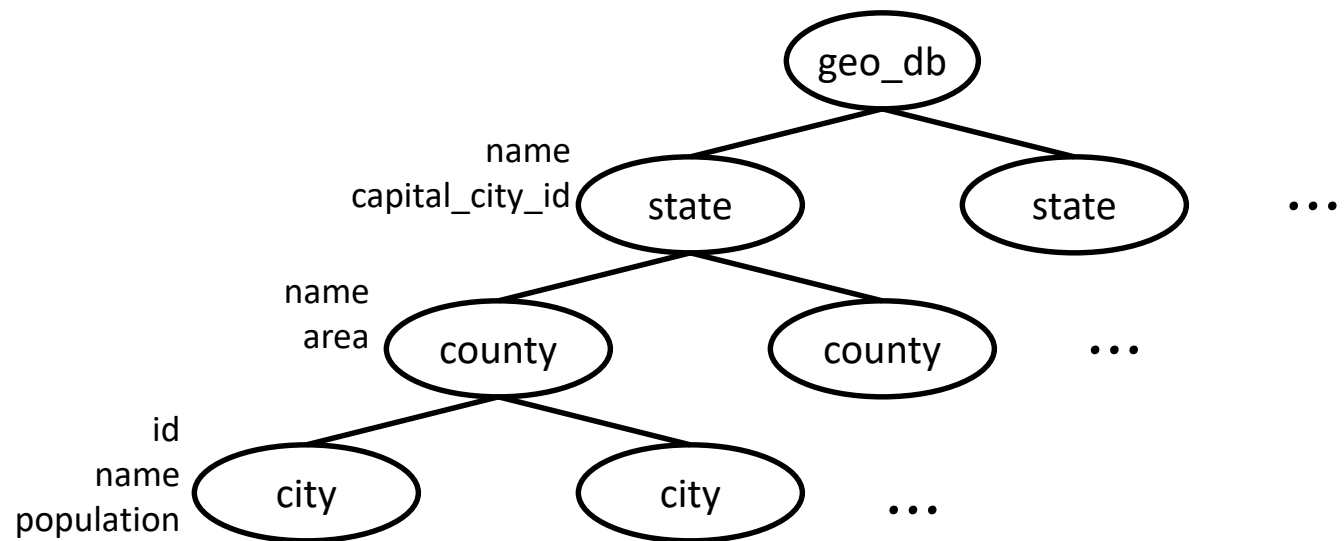 geo_db
name
capital_city_id
state
state
...
name
area
county
county
...
id
name
population
city
city
...